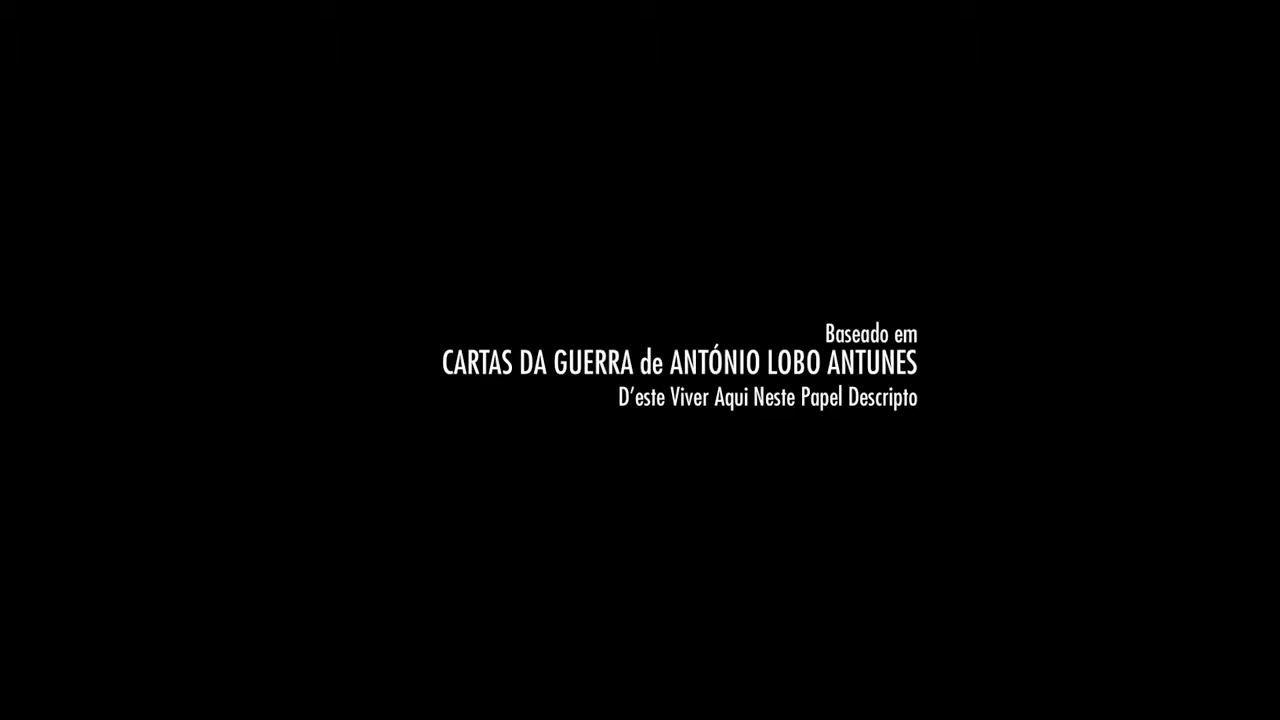 Baseado em
CARTAS DA GUERRA de ANTÓNIO LOBO ANTUNES
D’este Viver Aqui Neste Papel Descripto